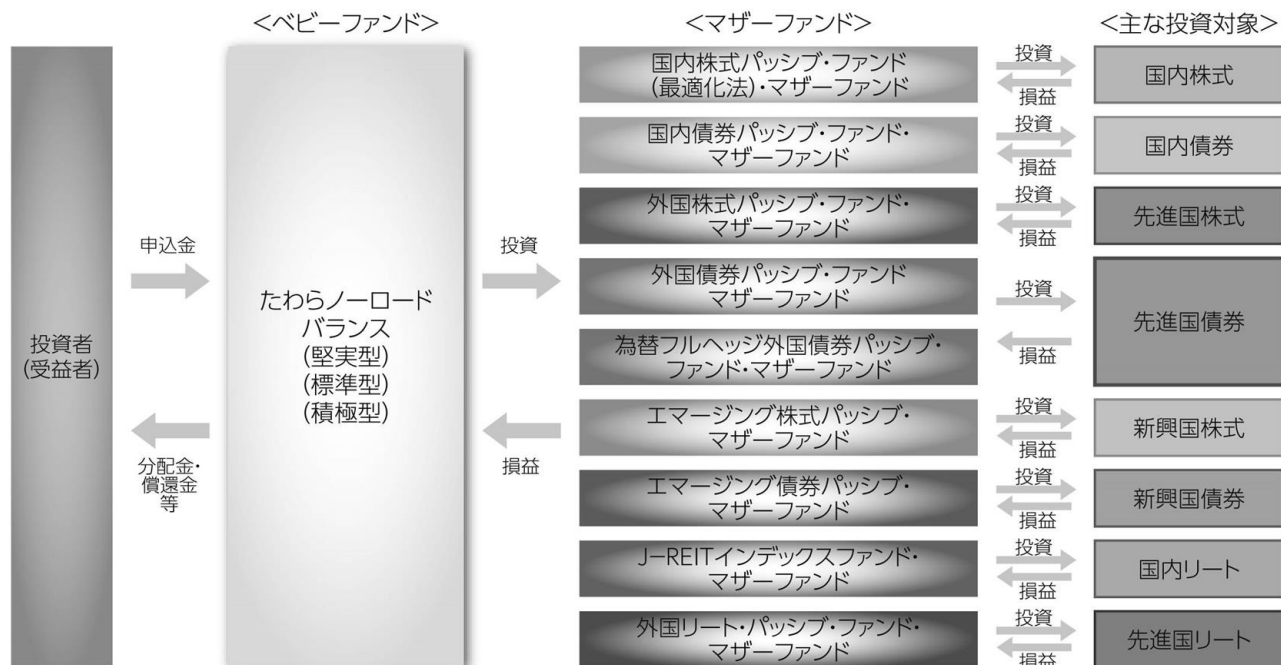 <ベビーファンド>
<マザーファンド>
<主な投資対象>
投資者
(受益者)
申込金
分配金・
償還金
等
たわらノーロード
バランス
(堅実型)
(標準型)
(積極型)
投資
損益
国内株式パッシブ・ファンド
(最適化法)・マザーファンド
投資
損益
国内株式
国内債券パッシブ・ファンド・
マザーファンド
投資
損益
国内債券
外国株式パッシブ・ファンド・
マザーファンド
投資
損益
先進国株式
外国債券パッシブ・ファンド
マザーファンド
投資
為替フルヘッジ外国債券パッシブ・
ファンド・マザーファンド
損益
先進国債券
エマージング株式パッシブ・
マザーファンド
投資
損益
新興国株式
エマージング債券パッシブ・
マザーファンド
投資
損益
新興国債券
J-REITインデックスファンド・
マザーファンド
投資
損益
国内リート
外国リート・パッシブ・ファンド・
マザーファンド
投資
損益
先進国リート